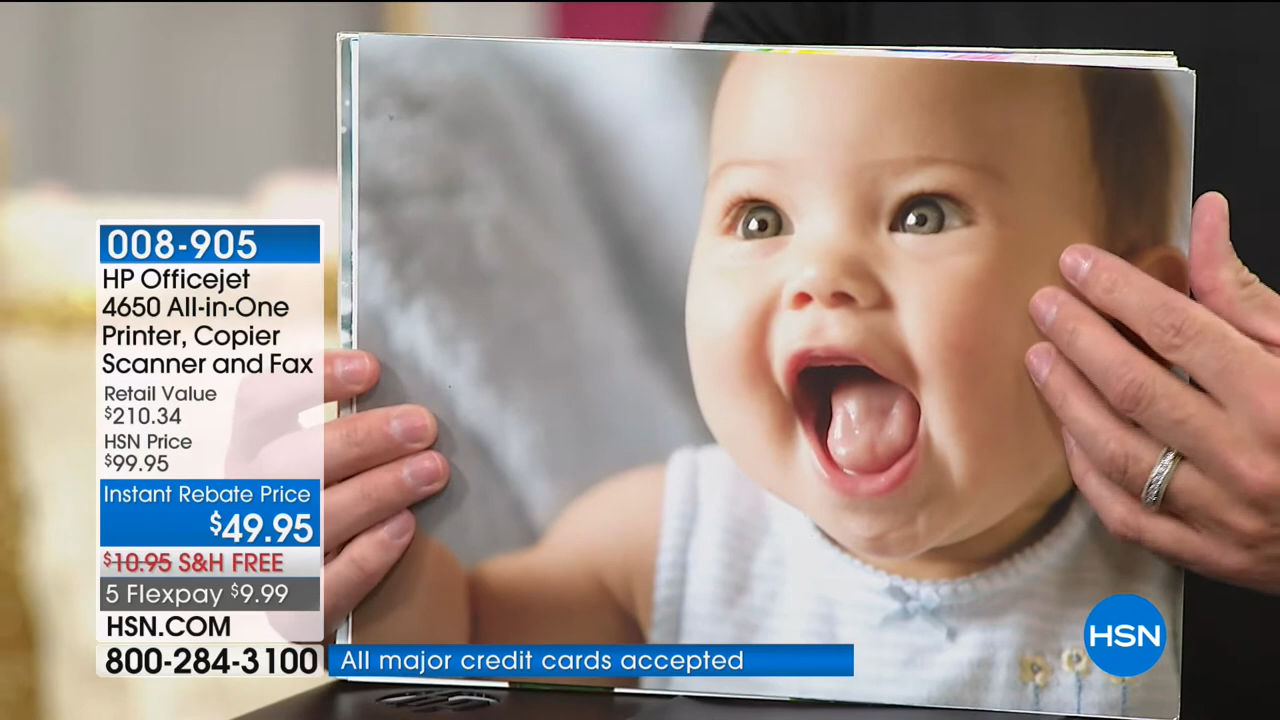 008-905
HP Officejet
4650 All-in-One
Printer, Copier
Scanner and Fax
Retail Value
$210.34
HSN Price
$99.95
Instant Rebate Price
$49.95
$10.95 S&H FREE
5 Flexpay $9.99
HSN.COM
800-284-3100
All major credit cards accepted
HSN